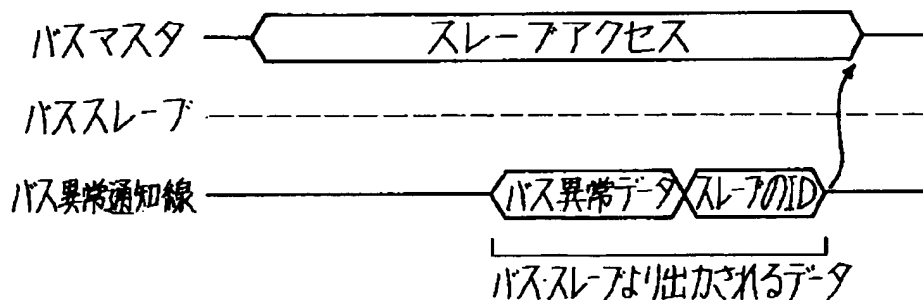 バスマスタ
スレーブアクセス
バススレーブ
バス異常通知線
バス異常データ
スレーブのID
バス・スレーブより出力されるデータ